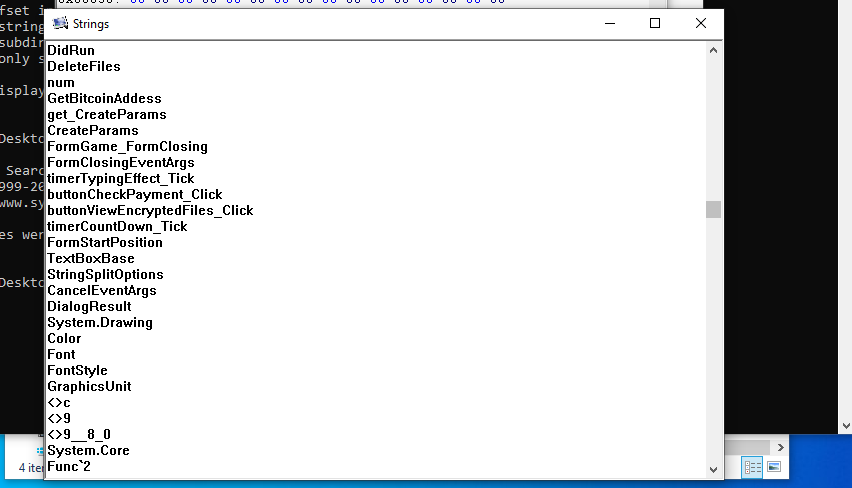 fset i
string
subdir
only s
isplay
Deskto
Searc
999-20
www.sy
es wer
Deskto
Strings
DidRun
DeleteFiles
num
GetBitcoinAddess
get_CreateParams
CreateParams
FormGame_FormClosing
FormClosingEventArgs
timerTypingEffect_Tick
buttonCheckPayment_Click
buttonViewEncryptedFiles_Click
timerCountDown_Tick
FormStartPosition
TextBoxBase
StringSplitOptions
CancelEventArgs
DialogResult
System.Drawing
Color
Font
FontStyle
GraphicsUnit
<>c
<>9
<>9__8_0
System.Core
Func`2
4 iter